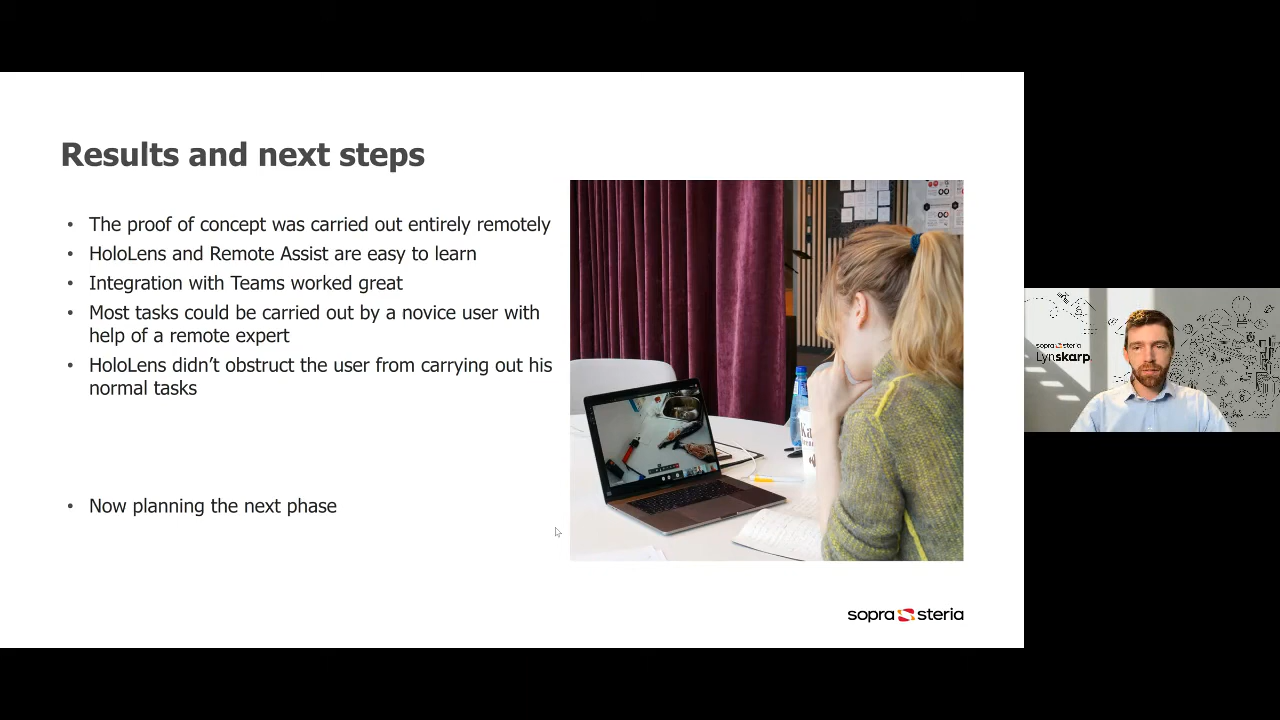 Results and next steps
• The proof of concept was carried out entirely remotely
• HoloLens and Remote Assist are easy to learn
• Integration with Teams worked great
• Most tasks could be carried out by a novice user with
help of a remote expert
• HoloLens didn't obstruct the user from carrying out his
normal tasks
• Now planning the next phase
sopra steria
sopra steria
Lynskarp